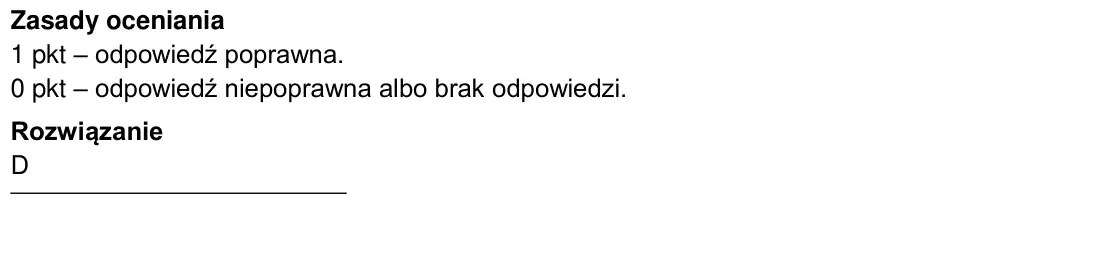 Zasady oceniania
1 pkt – odpowiedź poprawna.
0 pkt – odpowiedź niepoprawna albo brak odpowiedzi.
Rozwiązanie
D